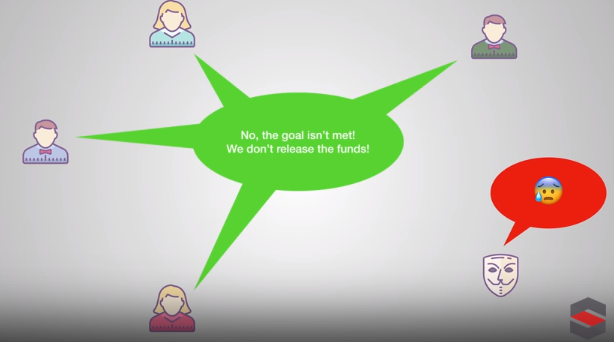 No, the goal isn't met!
We don't release the funds!